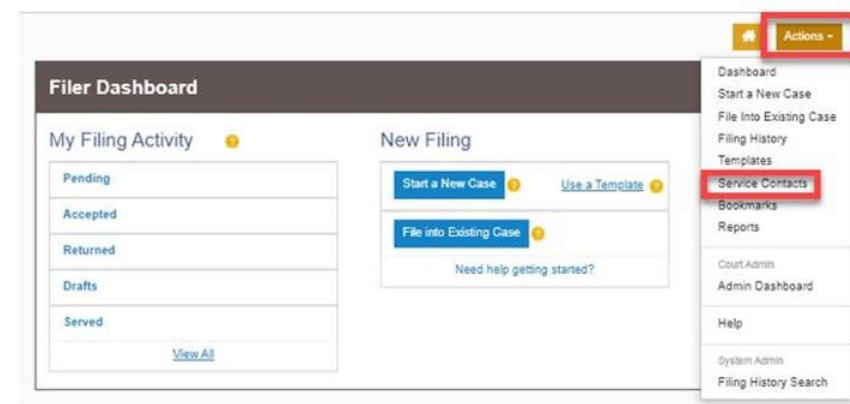 Actions
Filer Dashboard
My Filing Activity ?
Pending
Accepted
Returned
Drafts
Served
View All
New Filing
Start a New Case ? Use a Template ?
File into Existing Case ?
Need help getting started?
Dashboard
Start a New Case
File Into Existing Case
Filing History
Templates
Service Contacts
Bookmarks
Reports
Court Admin
Admin Dashboard
Help
System Admin
Filing History Search